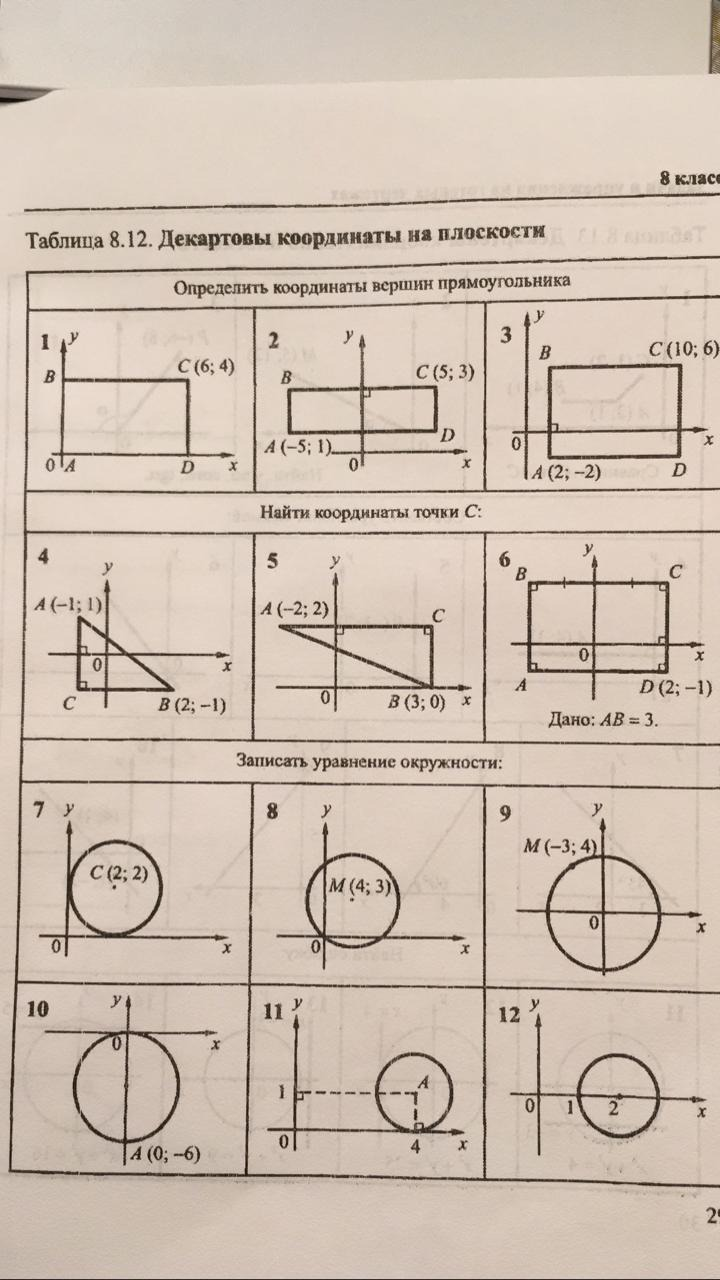 8 клас
Таблица 8.12. Декартовы координаты на плоскости
Определить координаты вершин прямоугольника
1 y
B
C (6; 4)
0 A D x
2 y
B
C (5; 3)
A (−5; 1)
D
0 x
3 y
B
C (10; 6)
0 x
A (2; −2) D
Найти координаты точки C:
4 y
A (−1; 1)
0 x
C B (2; −1)
5 y
A (−2; 2) C
0 B (3; 0) x
6 y
B C
0 x
A D (2; −1)
Дано: AB = 3.
Записать уравнение окружности:
7 y
C (2; 2)
0 x
8 y
M (4; 3)
0 x
9
M (−3; 4)
0 x
10 y
0 x
A (0; −6)
11 y
1 A
0 4 x
12 y
0 1 2 x